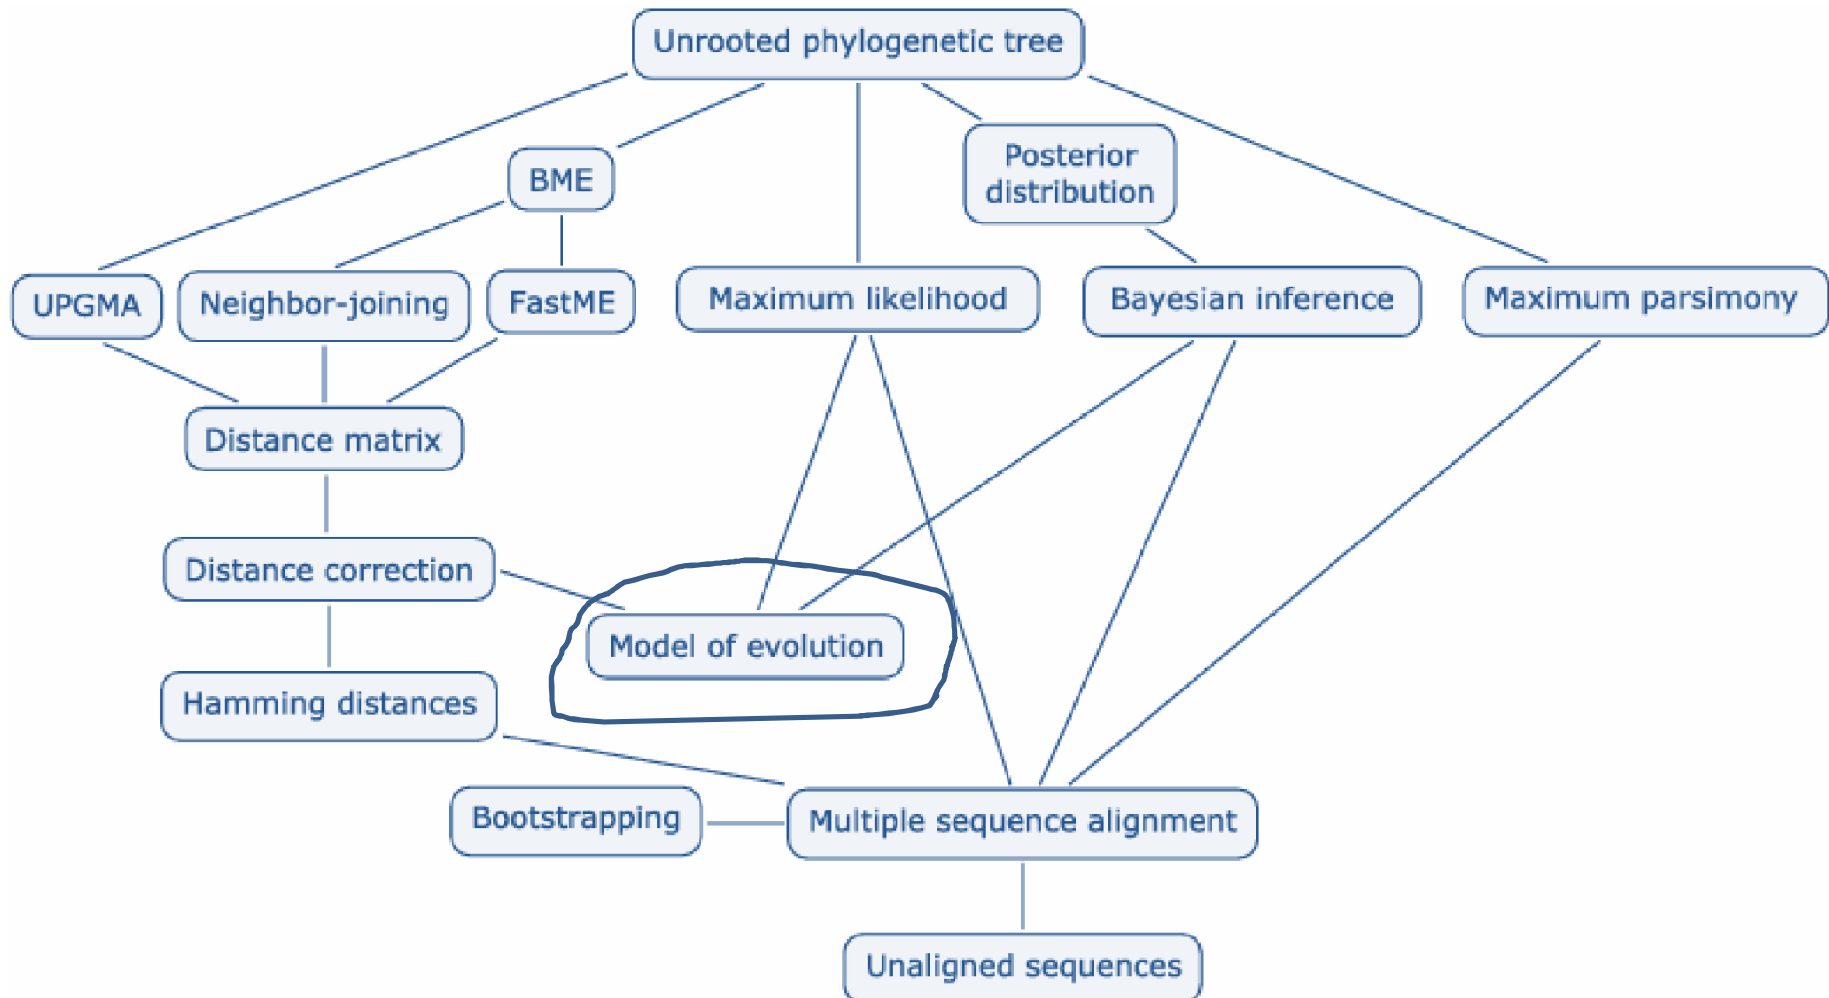 Unrooted phylogenetic tree
BME
Posterior
distribution
UPGMA
Neighbor-joining
FastME
Maximum likelihood
Bayesian inference
Maximum parsimony
Distance matrix
Distance correction
Model of evolution
Hamming distances
Bootstrapping
Multiple sequence alignment
Unaligned sequences